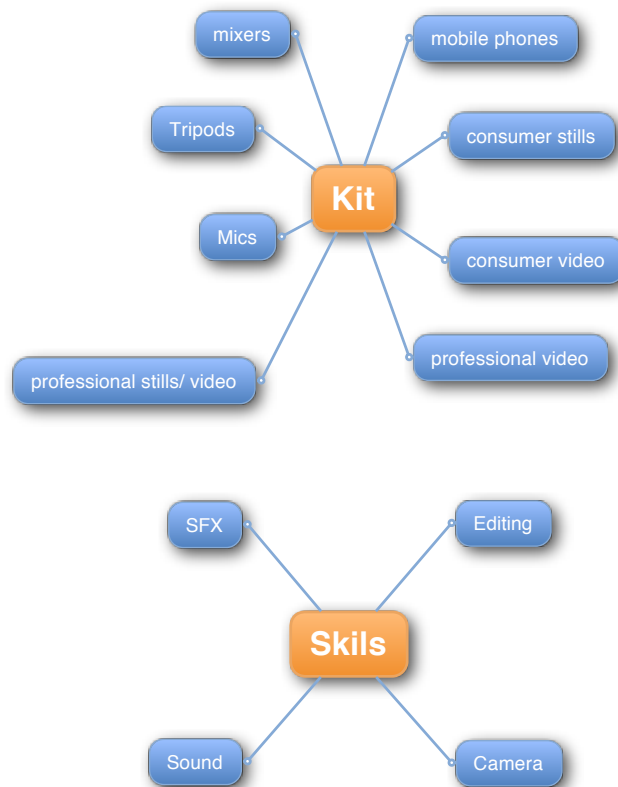 mixers
mobile phones
Tripods
consumer stills
Kit
Mics
consumer video
professional video
professional stills/ video
SFX
Editing
Skils
Sound
Camera